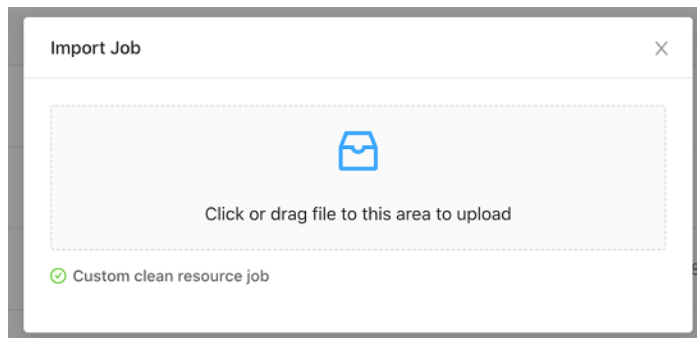 Import Job
Click or drag file to this area to upload
Custom clean resource job